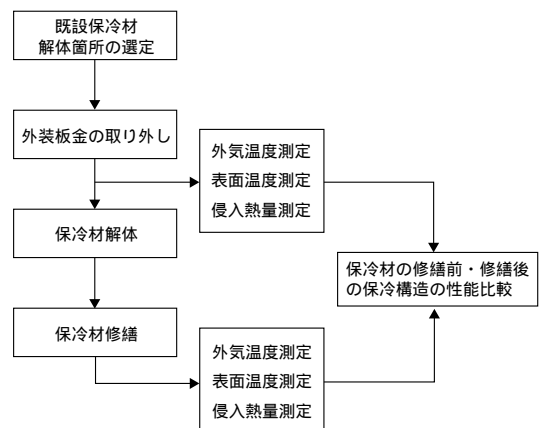 既設保冷材
解体箇所の選定
外装板金の取り外し
外気温度測定
表面温度測定
侵入熱量測定
保冷材解体
保冷材の修繕前・修繕後
の保冷構造の性能比較
保冷材修繕
外気温度測定
表面温度測定
侵入熱量測定